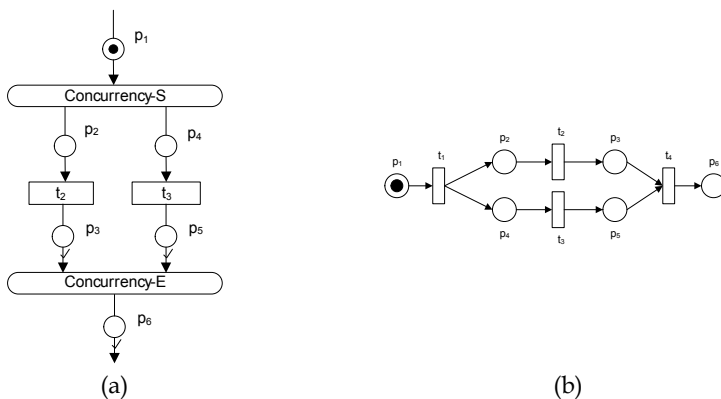 p1
Concurrency-S
p2
p4
t2
t3
p3
p5
Concurrency-E
p6
(a)
p1
t1
p2
t2
p3
t4
p6
p4
t3
p5
(b)